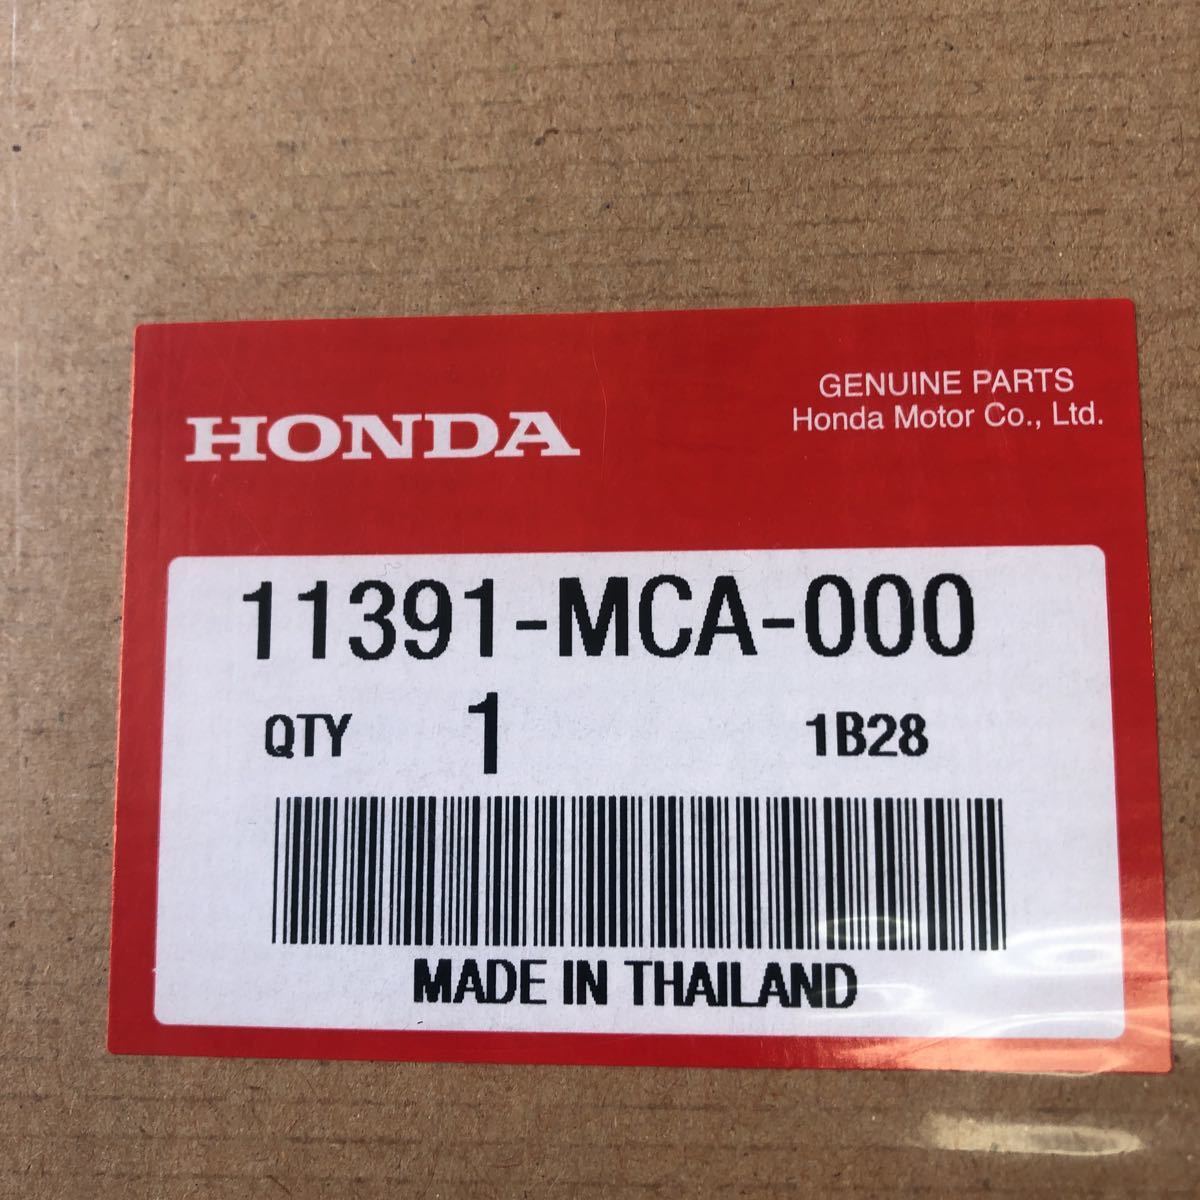 HONDA
GENUINE PARTS
Honda Motor Co., Ltd.
11391-MCA-000
QTY 1 1B28
MADE IN THAILAND